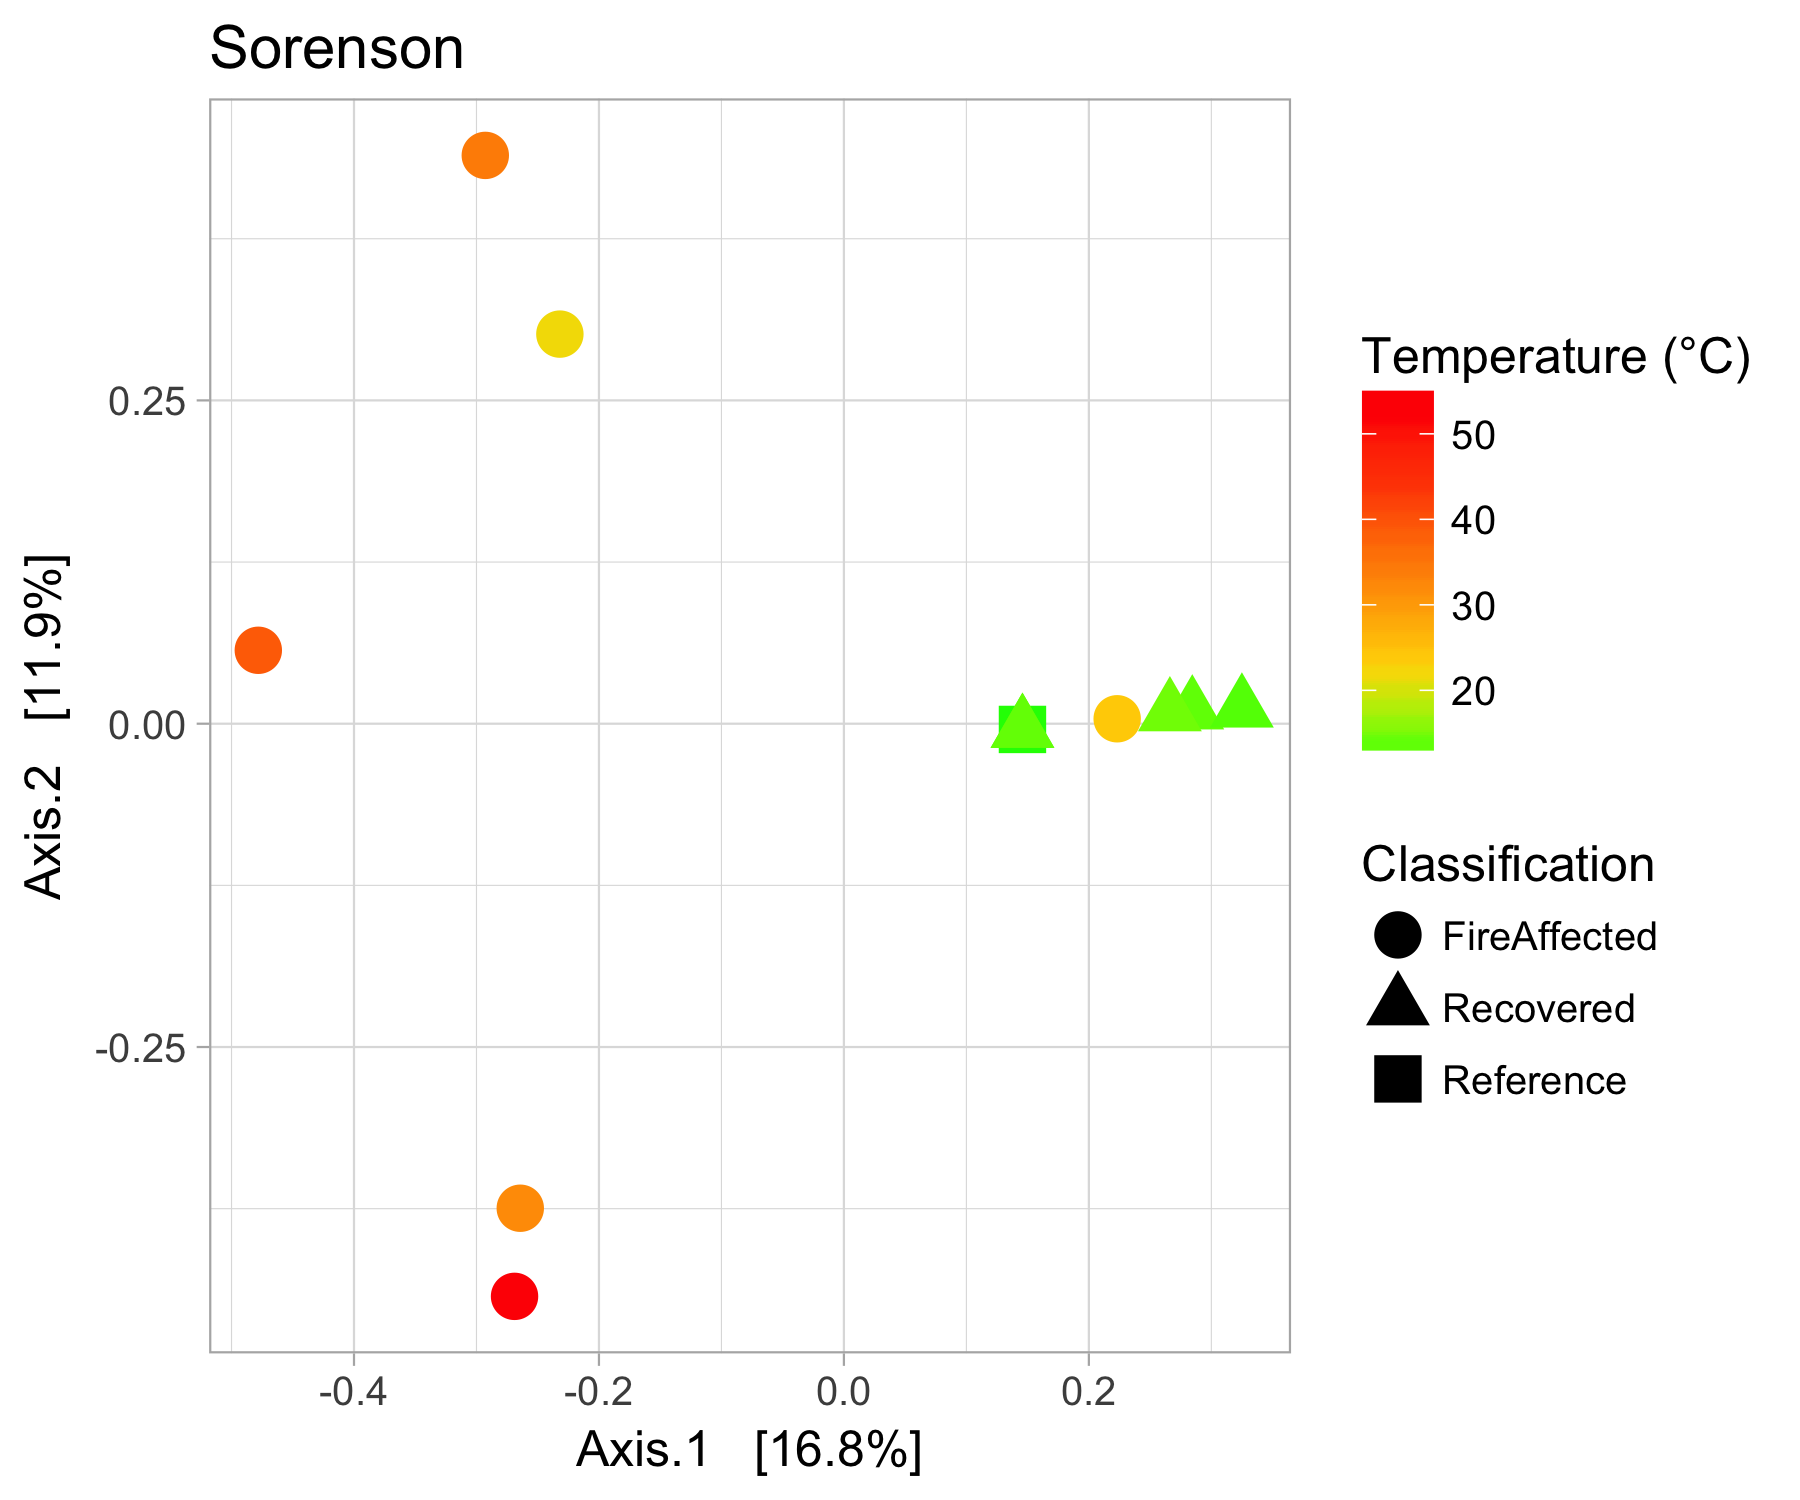 Sorenson
0.25
0.00
-0.25
Axis.2 [11.9%]
-0.4
-0.2
0.0
0.2
Axis.1 [16.8%]
Temperature (°C)
50
40
30
20
Classification
FireAffected
Recovered
Reference